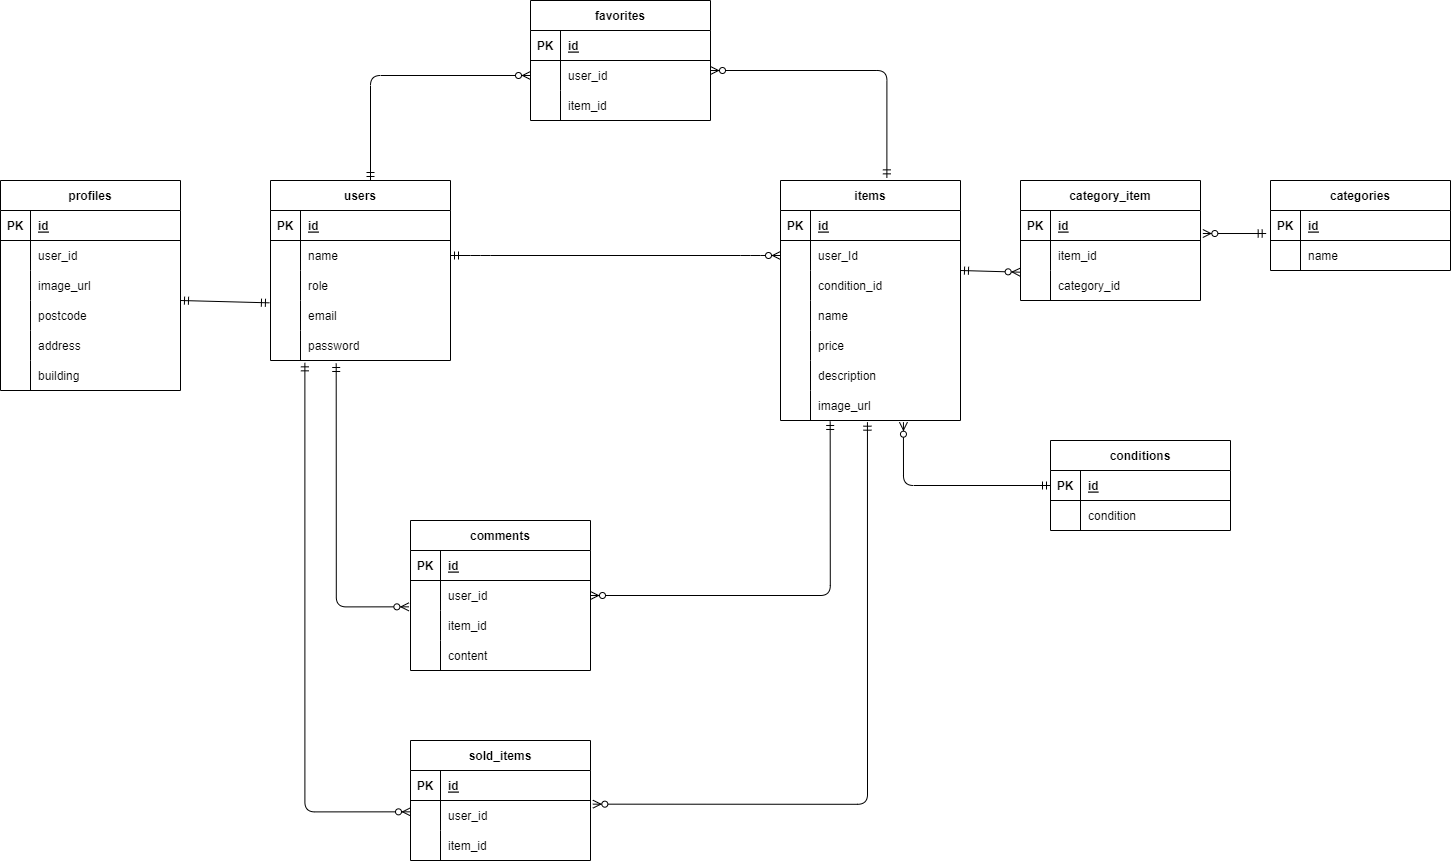 favorites
PK id
user_id
item_id
profiles
PK id
user_id
image_url
postcode
address
building
users
PK id
name
role
email
password
items
PK id
user_Id
condition_id
name
price
description
image_url
category_item
PK id
item_id
category_id
categories
PK id
name
conditions
PK id
condition
comments
PK id
user_id
item_id
content
sold_items
PK id
user_id
item_id